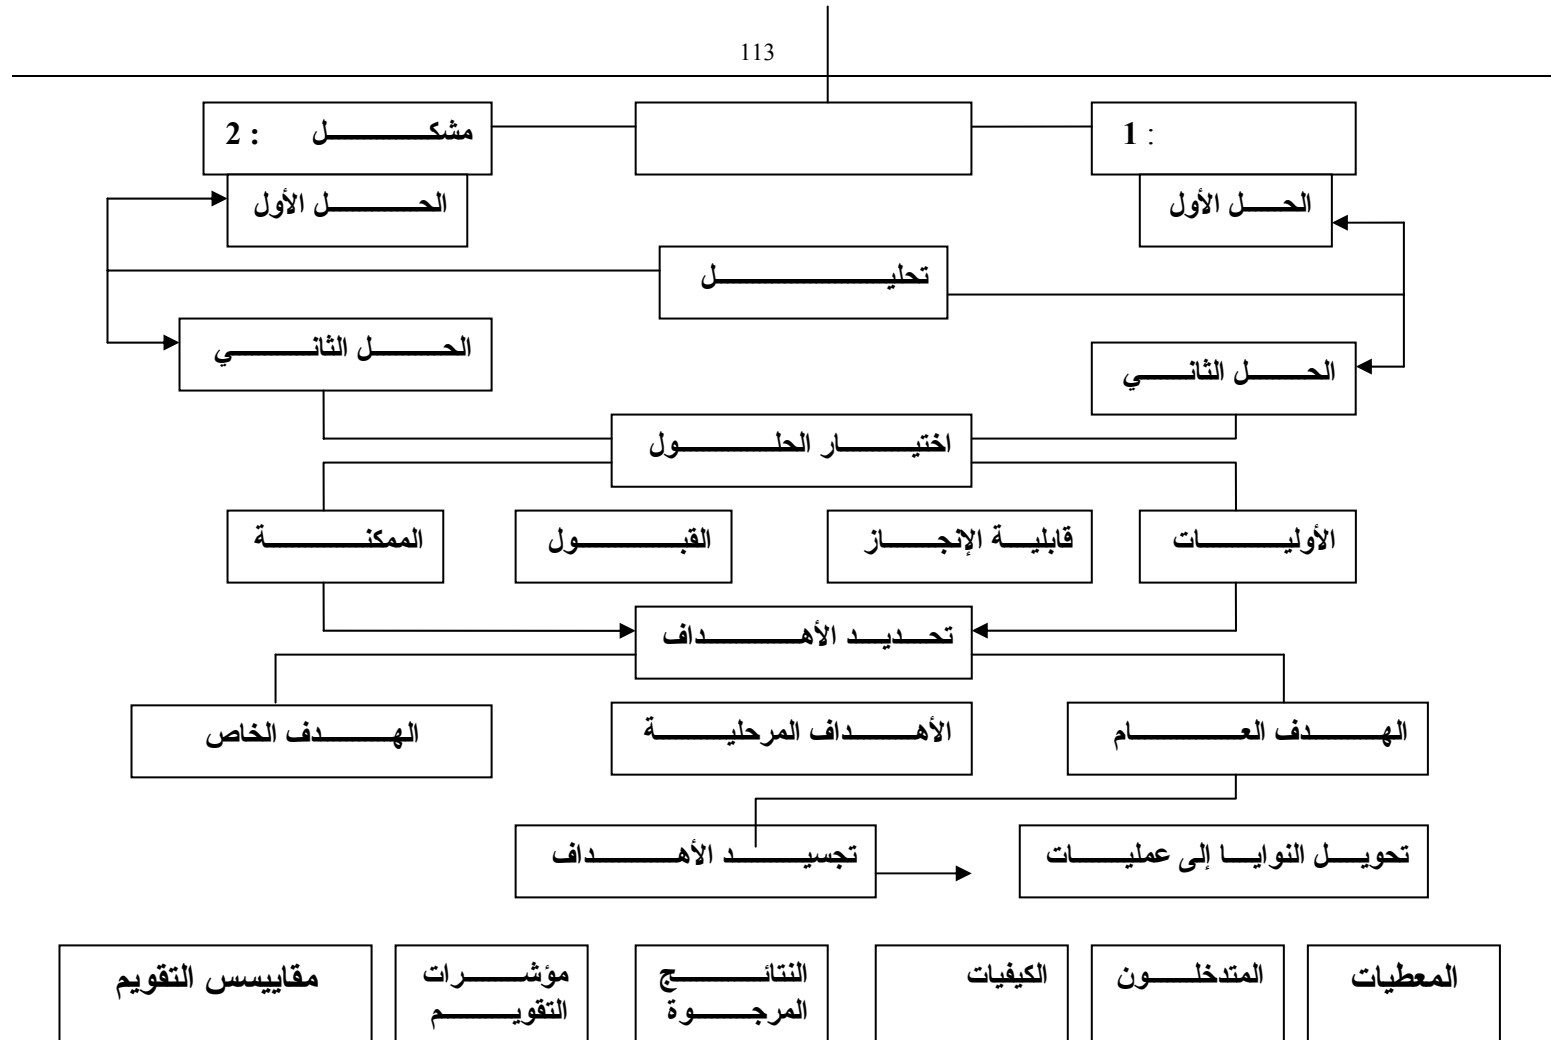 113
1 :
مشكل 2 :
الحل الأول
الحل الأول
تحليل
الحل الثاني
الحل الثاني
اختيار الحلول
الأوليات
قابلية الإنجاز
القبول
الممكنة
تحديد الأهداف
الهدف العام
الأهداف المرحلية
الهدف الخاص
تحويل النوايا إلى عمليات
تجسيد الأهداف
المعطيات
المتدخلون
الكيفيات
النتائج
المرجوة
مؤشرات
التقويم
مقاييسس التقويم